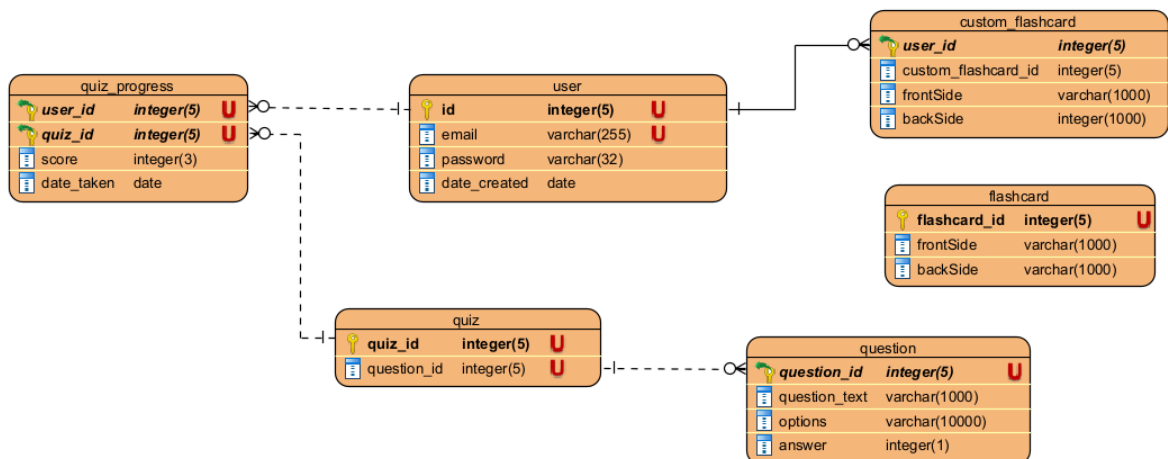 custom_flashcard
user_id integer(5)
custom_flashcard_id integer(5)
frontSide varchar(1000)
backSide integer(1000)
quiz_progress
user_id integer(5) U
quiz_id integer(5) U
score integer(3)
date_taken date
user
id integer(5) U
email varchar(255) U
password varchar(32)
date_created date
flashcard
flashcard_id integer(5) U
frontSide varchar(1000)
backSide varchar(1000)
quiz
quiz_id integer(5) U
question_id integer(5) U
question
question_id integer(5) U
question_text varchar(1000)
options varchar(10000)
answer integer(1)